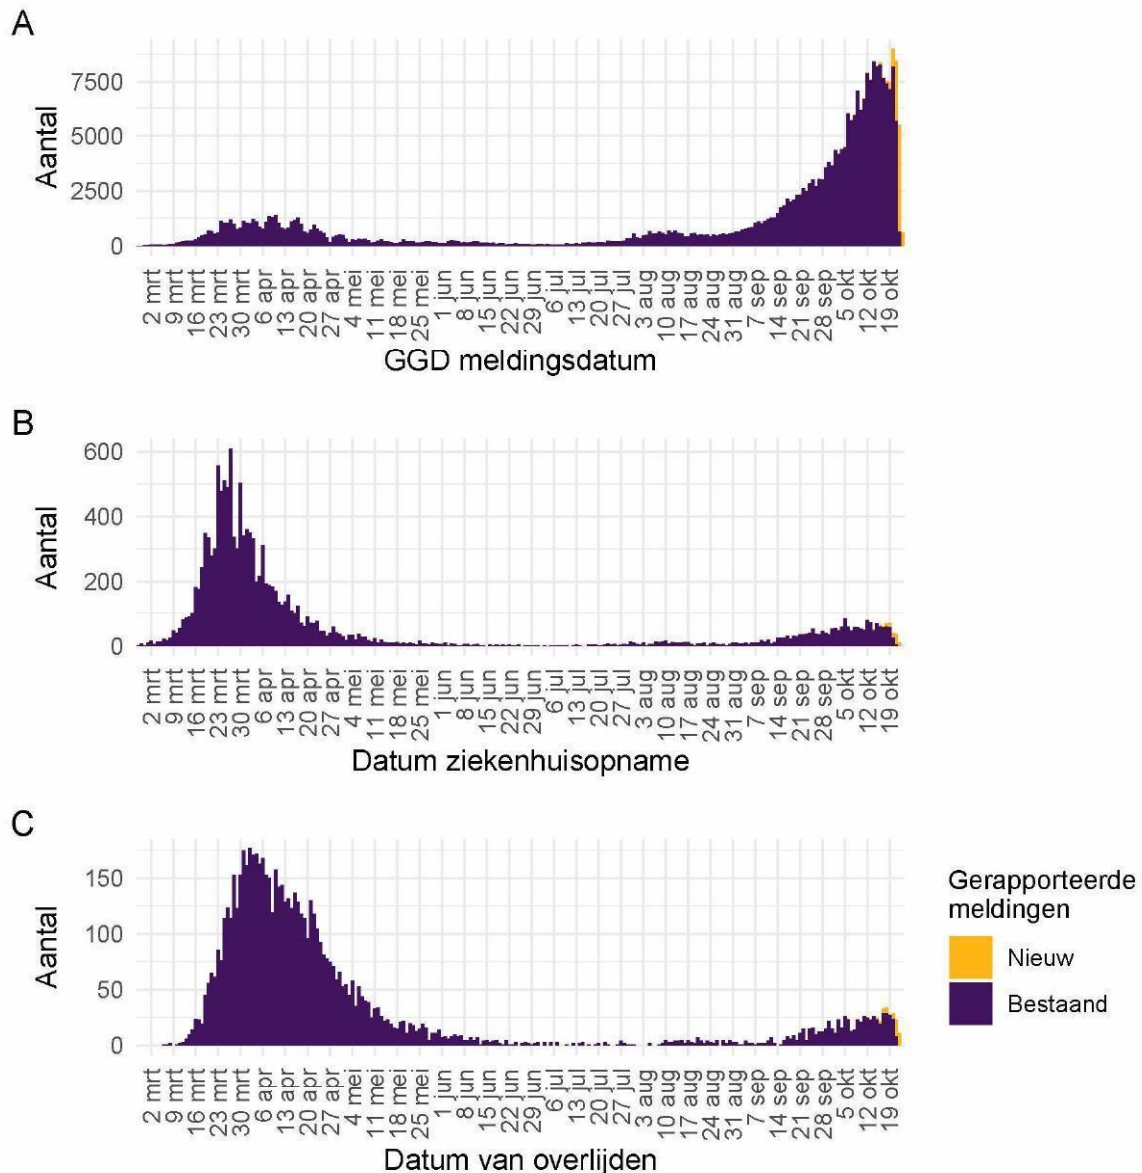 A
Aantal
7500
5000
2500
0
2 mrt
9 mrt
16 mrt
23 mrt
30 mrt
6 apr
13 apr
20 apr
27 apr
4 mei
11 mei
18 mei
25 mei
1 jun
8 jun
15 jun
22 jun
29 jun
6 jul
13 jul
20 jul
27 jul
3 aug
10 aug
17 aug
24 aug
31 aug
7 sep
14 sep
21 sep
28 sep
5 okt
12 okt
19 okt
GGD meldingsdatum
B
Aantal
600
400
200
0
2 mrt
9 mrt
16 mrt
23 mrt
30 mrt
6 apr
13 apr
20 apr
27 apr
4 mei
11 mei
18 mei
25 mei
1 jun
8 jun
15 jun
22 jun
29 jun
6 jul
13 jul
20 jul
27 jul
3 aug
10 aug
17 aug
24 aug
31 aug
7 sep
14 sep
21 sep
28 sep
5 okt
12 okt
19 okt
Datum ziekenhuisopname
C
Aantal
150
100
50
0
2 mrt
9 mrt
16 mrt
23 mrt
30 mrt
6 apr
13 apr
20 apr
27 apr
4 mei
11 mei
18 mei
25 mei
1 jun
8 jun
15 jun
22 jun
29 jun
6 jul
13 jul
20 jul
27 jul
3 aug
10 aug
17 aug
24 aug
31 aug
7 sep
14 sep
21 sep
28 sep
5 okt
12 okt
19 okt
Datum van overlijden
Gerapporteerde
meldingen
Nieuw
Bestaand